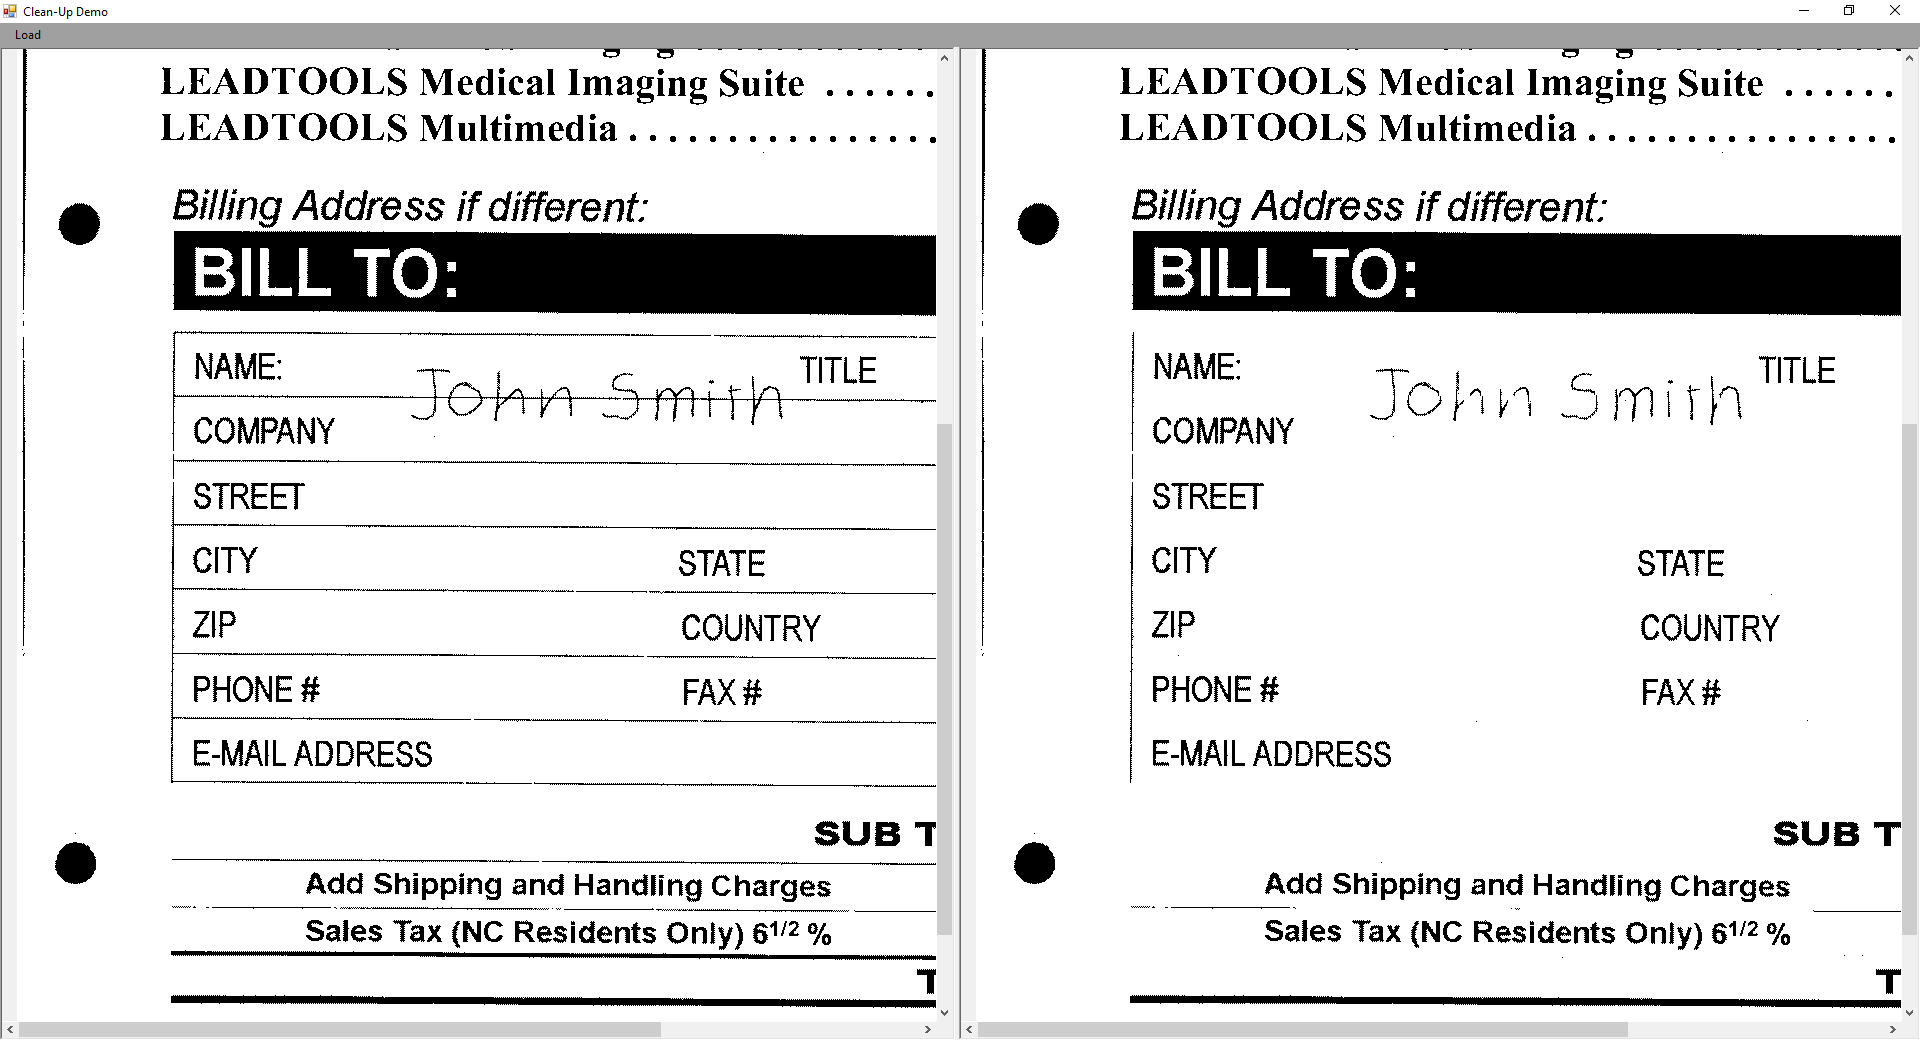 Clean-Up Demo
Load
LEADTOOLS Medical Imaging Suite ......
LEADTOOLS Multimedia ................
Billing Address if different:
BILL TO:
NAME: John Smith TITLE
COMPANY
STREET
CITY STATE
ZIP COUNTRY
PHONE # FAX #
E-MAIL ADDRESS
SUB T
Add Shipping and Handling Charges
Sales Tax (NC Residents Only) 6 1/2 %
T
LEADTOOLS Medical Imaging Suite ......
LEADTOOLS Multimedia ................
Billing Address if different:
BILL TO:
NAME: John Smith TITLE
COMPANY
STREET
CITY STATE
ZIP COUNTRY
PHONE # FAX #
E-MAIL ADDRESS
SUB T
Add Shipping and Handling Charges
Sales Tax (NC Residents Only) 6 1/2 %
T